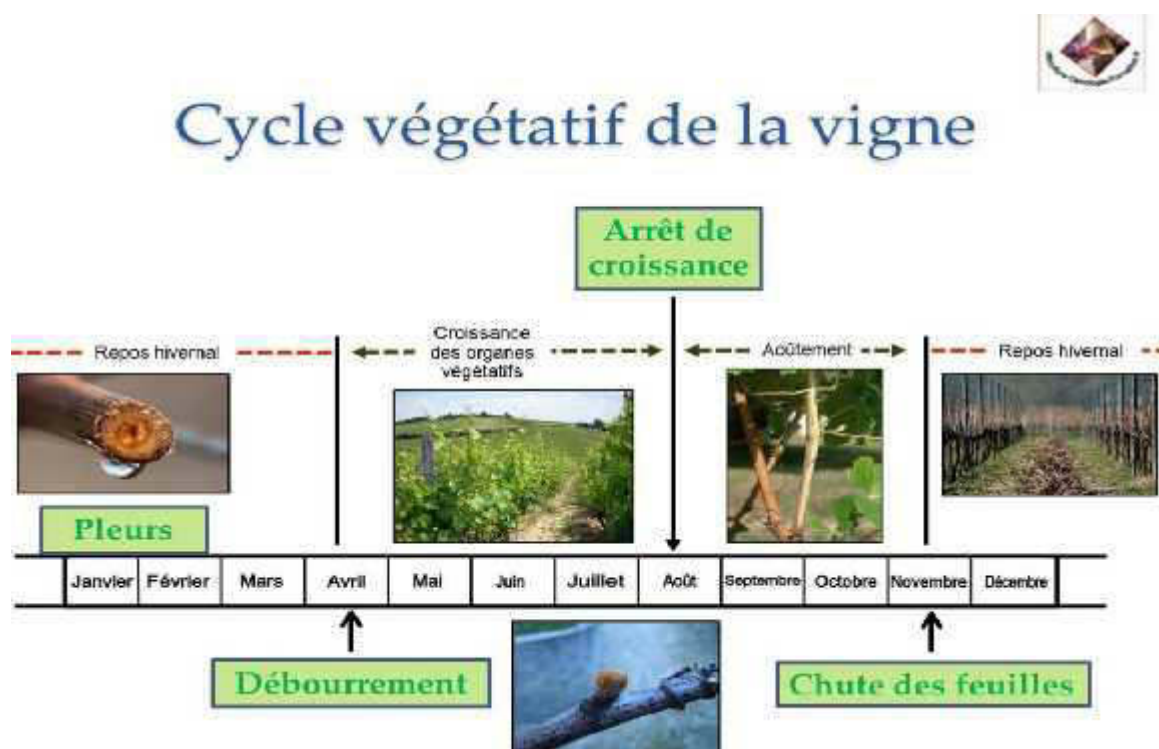 Cycle végétatif de la vigne
Arrêt de
croissance
Repos hivernal
Croissance
des organes
végétatifs
Aoûtement
Repos hivernal
Pleurs
Janvier Février Mars Avril Mai Juin Juillet Août Septembre Octobre Novembre Décembre
Débourrement
Chute des feuilles